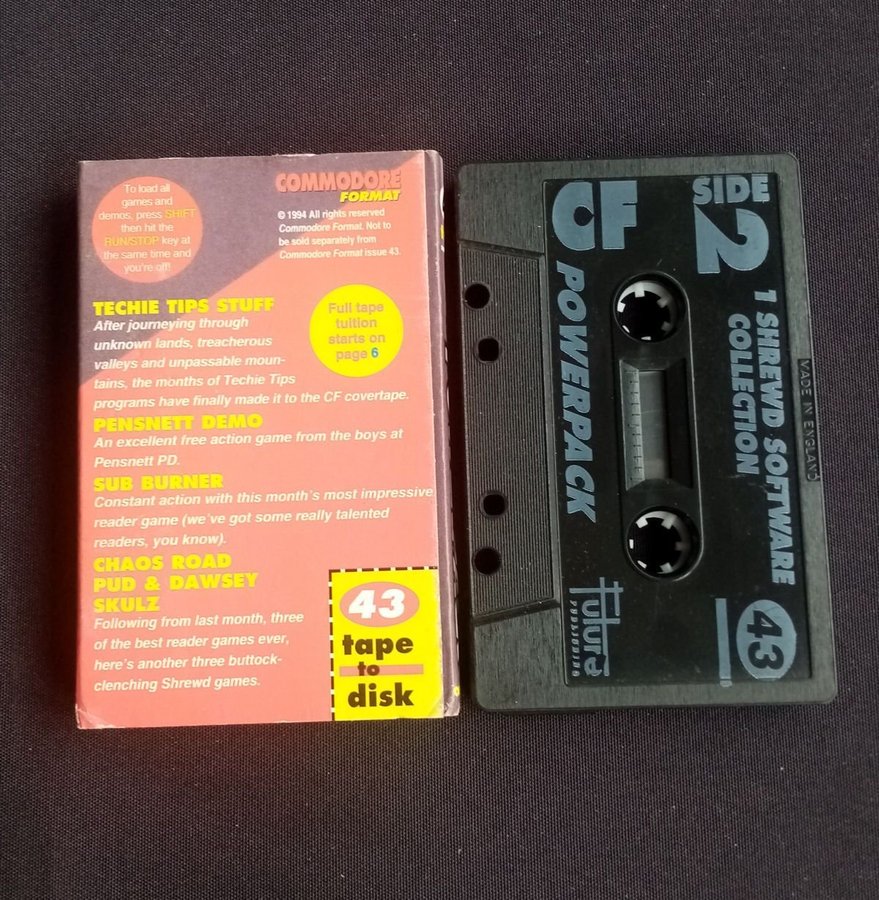 To load all
games and
demos, press SHIFT
then hit the
RUN/STOP key at
the same time and
you're off!
COMMODORE
FORMAT
© 1994 All rights reserved
Commodore Format. Not to
be sold separately from
Commodore Format issue 43.
TECHIE TIPS STUFF
After journeying through
unknown lands, treacherous
valleys and unpassable moun-
tains, the months of Techie Tips
programs have finally made it to the CF covertape.
Full tape
tuition
starts on
page 6
PENSNETT DEMO
An excellent free action game from the boys at
Pensnett PD.
SUB BURNER
Constant action with this month's most impressive
reader game (we've got some really talented
readers, you know).
CHAOS ROAD
PUD & DAWSEY
SKULZ
Following from last month, three
of the best reader games ever,
here's another three buttock-
clenching Shrewd games.
43
tape
to
disk
CF
POWERPACK
SIDE
2
1 SHREWD SOFTWARE
COLLECTION
MADE IN ENGLAND
Future
PUBLISHING
43